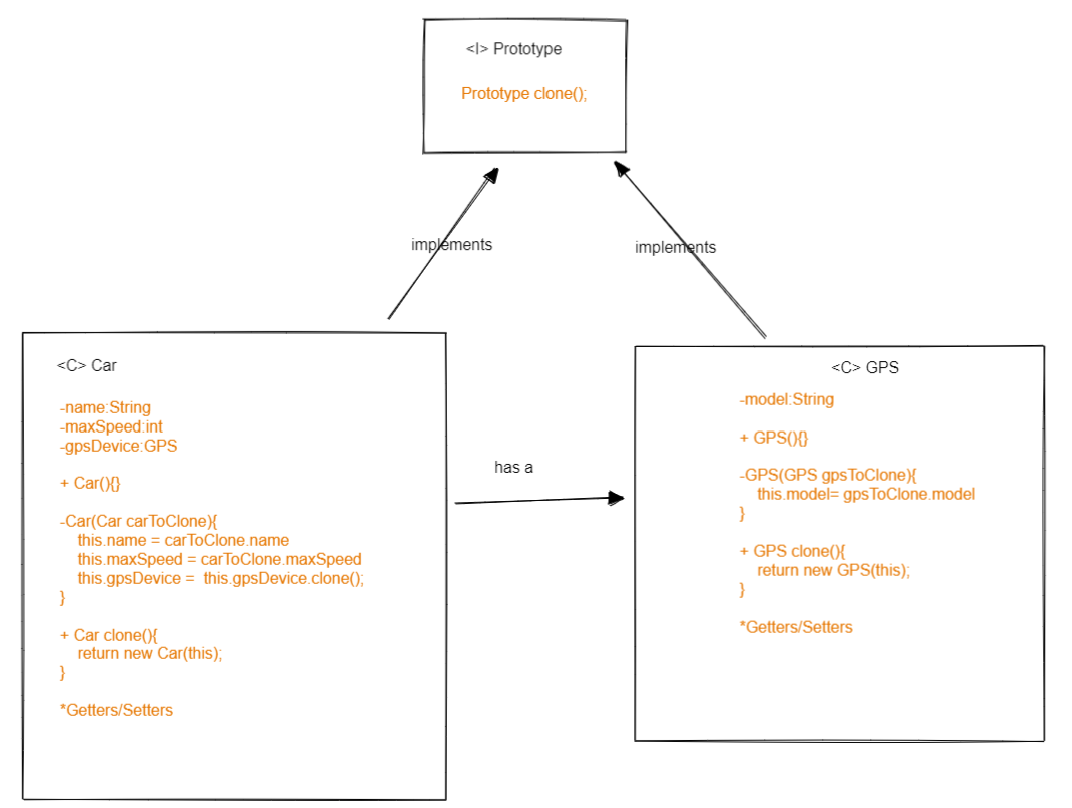 <I> Prototype
Prototype clone();
implements
implements
<C> Car
-name:String
-maxSpeed:int
-gpsDevice:GPS
+ Car(){}
-Car(Car carToClone){
this.name = carToClone.name
this.maxSpeed = carToClone.maxSpeed
this.gpsDevice =  this.gpsDevice.clone();
}
+ Car clone(){
return new Car(this);
}
*Getters/Setters
has a
<C> GPS
-model:String
+ GPS(){}
-GPS(GPS gpsToClone){
this.model= gpsToClone.model
}
+ GPS clone(){
return new GPS(this);
}
*Getters/Setters